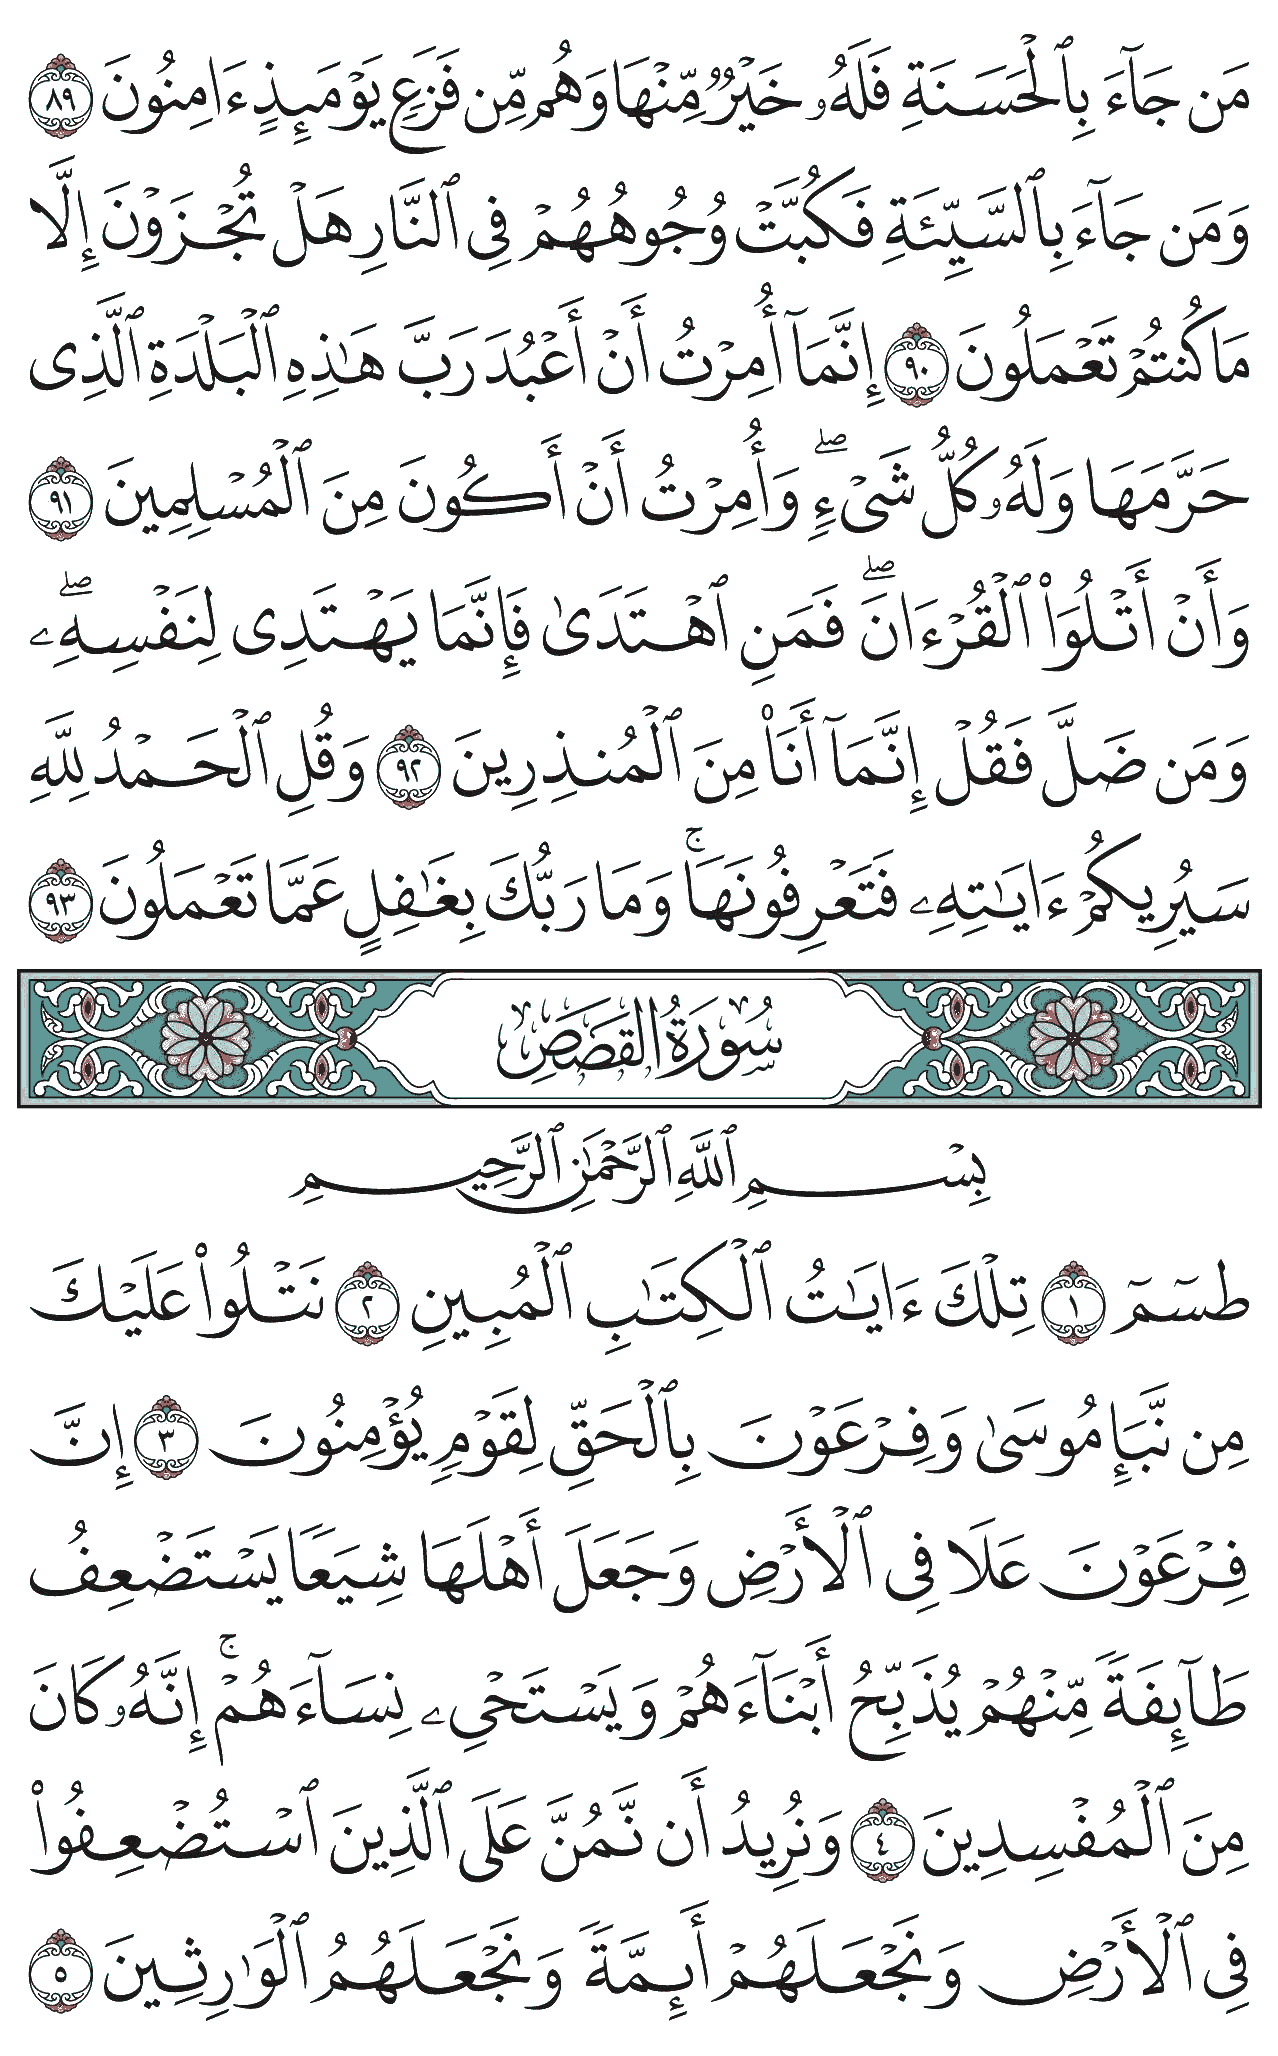 مَن جَآءَ بِٱلْحَسَنَةِ فَلَهُۥ خَيْرٌ مِّنْهَا وَهُم مِّن فَزَعٍ يَوْمَئِذٍ ءَامِنُونَ ٨٩
وَمَن جَآءَ بِٱلسَّيِّئَةِ فَكُبَّتْ وُجُوهُهُمْ فِى ٱلنَّارِ هَلْ تُجْزَوْنَ إِلَّا
مَا كُنتُمْ تَعْمَلُونَ ٩٠ إِنَّمَآ أُمِرْتُ أَنْ أَعْبُدَ رَبَّ هَٰذِهِ ٱلْبَلْدَةِ ٱلَّذِى
حَرَّمَهَا وَلَهُۥ كُلُّ شَىْءٍ ۖ وَأُمِرْتُ أَنْ أَكُونَ مِنَ ٱلْمُسْلِمِينَ ٩١
وَأَنْ أَتْلُوَا۟ ٱلْقُرْءَانَ ۖ فَمَنِ ٱهْتَدَىٰ فَإِنَّمَا يَهْتَدِى لِنَفْسِهِۦ ۖ
وَمَن ضَلَّ فَقُلْ إِنَّمَآ أَنَا۠ مِنَ ٱلْمُنذِرِينَ ٩٢ وَقُلِ ٱلْحَمْدُ لِلَّهِ
سَيُرِيكُمْ ءَايَٰتِهِۦ فَتَعْرِفُونَهَا ۚ وَمَا رَبُّكَ بِغَٰفِلٍ عَمَّا تَعْمَلُونَ ٩٣
سُورَةُ القَصَصِ
بِسْمِ ٱللَّهِ ٱلرَّحْمَٰنِ ٱلرَّحِيمِ
طسٓمٓ ١ تِلْكَ ءَايَٰتُ ٱلْكِتَٰبِ ٱلْمُبِينِ ٢ نَتْلُوا۟ عَلَيْكَ
مِن نَّبَإِ مُوسَىٰ وَفِرْعَوْنَ بِٱلْحَقِّ لِقَوْمٍ يُؤْمِنُونَ ٣ إِنَّ
فِرْعَوْنَ عَلَا فِى ٱلْأَرْضِ وَجَعَلَ أَهْلَهَا شِيَعًا يَسْتَضْعِفُ
طَآئِفَةً مِّنْهُمْ يُذَبِّحُ أَبْنَآءَهُمْ وَيَسْتَحْىِۦ نِسَآءَهُمْ ۚ إِنَّهُۥ كَانَ
مِنَ ٱلْمُفْسِدِينَ ٤ وَنُرِيدُ أَن نَّمُنَّ عَلَى ٱلَّذِينَ ٱسْتُضْعِفُوا۟
فِى ٱلْأَرْضِ وَنَجْعَلَهُمْ أَئِمَّةً وَنَجْعَلَهُمُ ٱلْوَٰرِثِينَ ٥